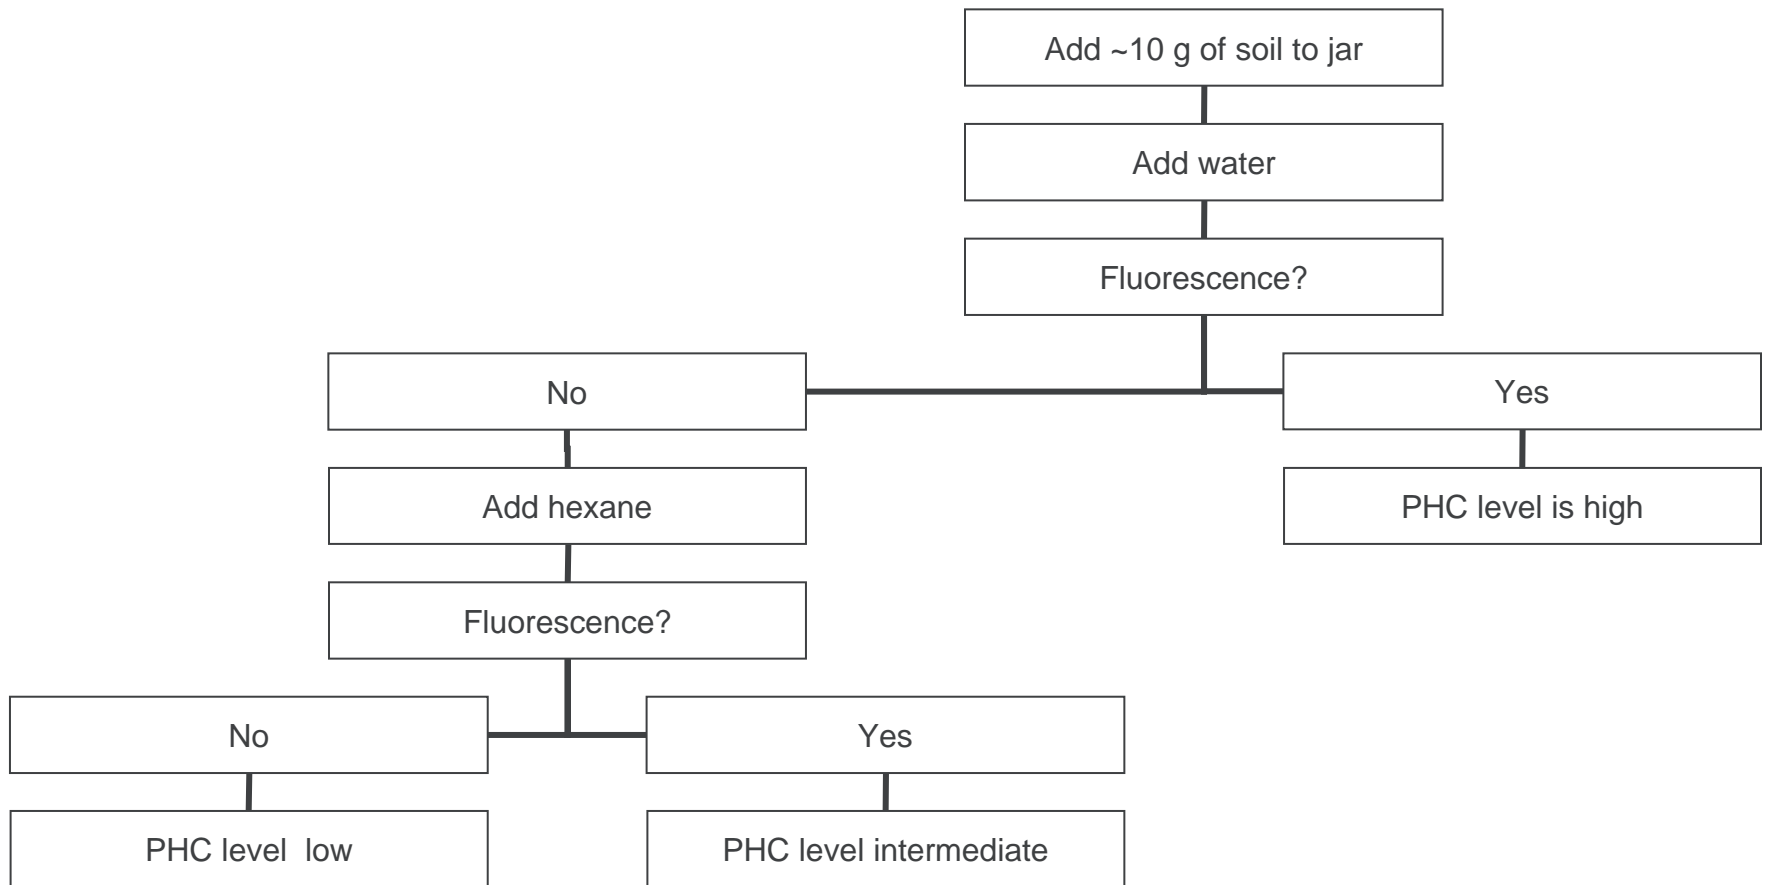 Add ~10 g of soil to jar
Add water
Fluorescence?
No
Yes
Add hexane
PHC level is high
Fluorescence?
No
Yes
PHC level  low
PHC level intermediate